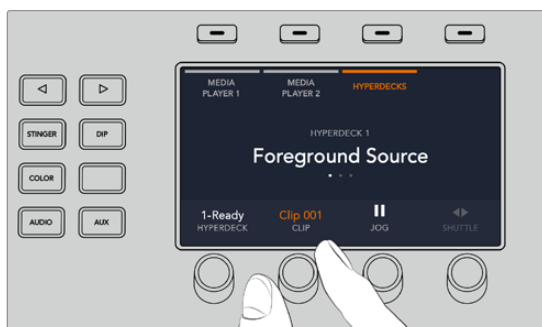 MEDIA PLAYER 1
MEDIA PLAYER 2
HYPERDECKS
HYPERDECK 1
Foreground Source
1-Ready
HYPERDECK
Clip 001
CLIP
JOG
SHUTTLE
STINGER
DIP
COLOR
AUDIO
AUX